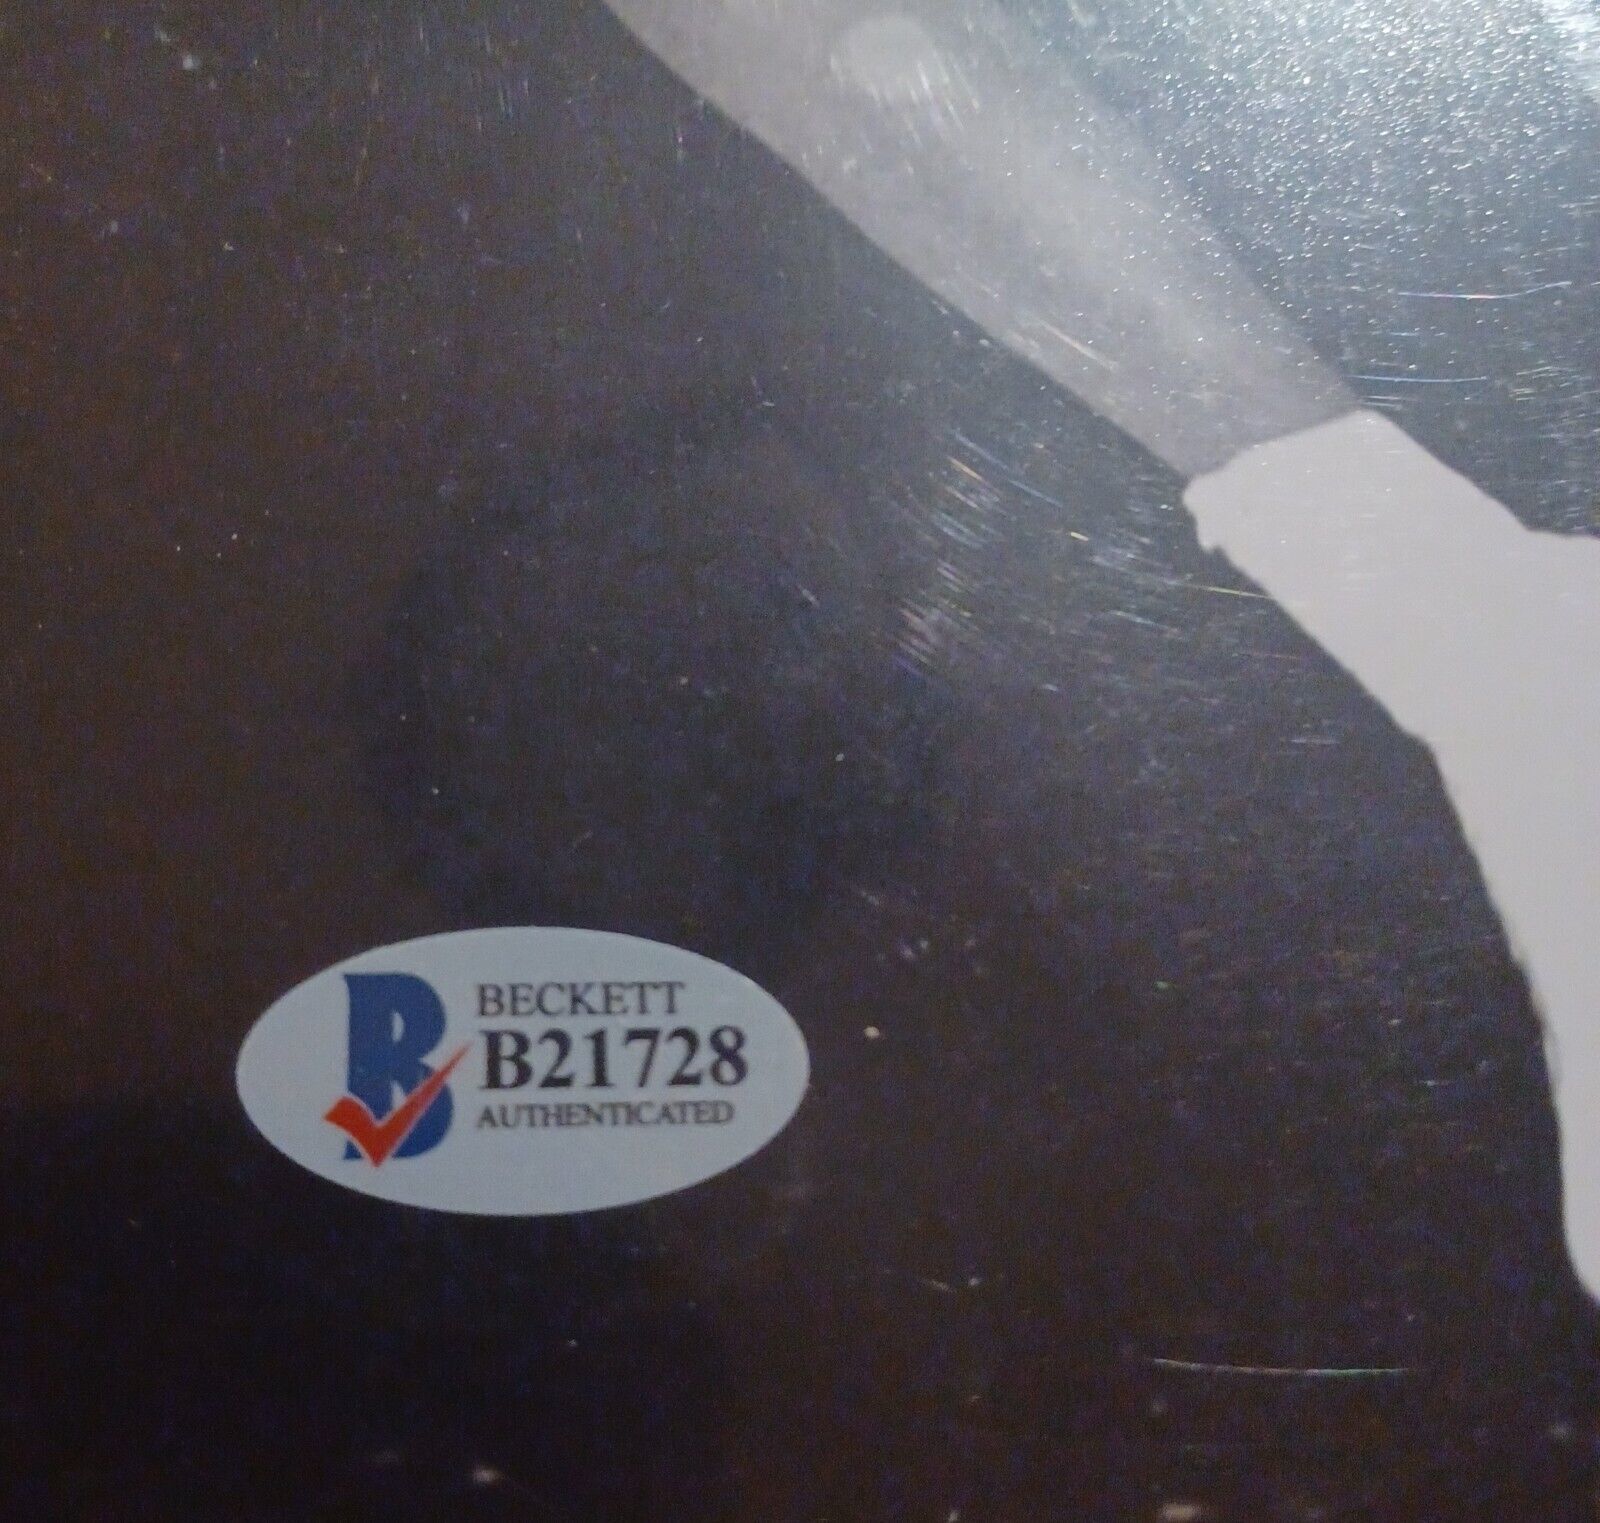 B
BECKETT
B21728
AUTHENTICATED